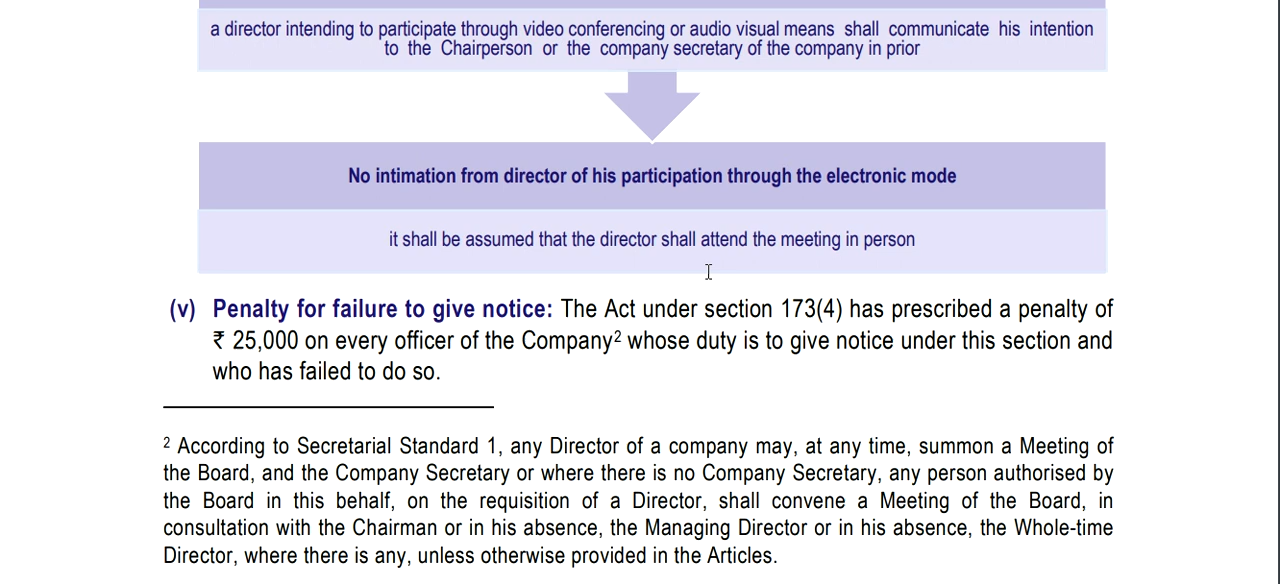 a director intending to participate through video conferencing or audio visual means shall communicate his intention
to the Chairperson or the company secretary of the company in prior
No intimation from director of his participation through the electronic mode
it shall be assumed that the director shall attend the meeting in person
(v) Penalty for failure to give notice: The Act under section 173(4) has prescribed a penalty of
₹ 25,000 on every officer of the Company² whose duty is to give notice under this section and
who has failed to do so.
² According to Secretarial Standard 1, any Director of a company may, at any time, summon a Meeting of
the Board, and the Company Secretary or where there is no Company Secretary, any person authorised by
the Board in this behalf, on the requisition of a Director, shall convene a Meeting of the Board, in
consultation with the Chairman or in his absence, the Managing Director or in his absence, the Whole-time
Director, where there is any, unless otherwise provided in the Articles.